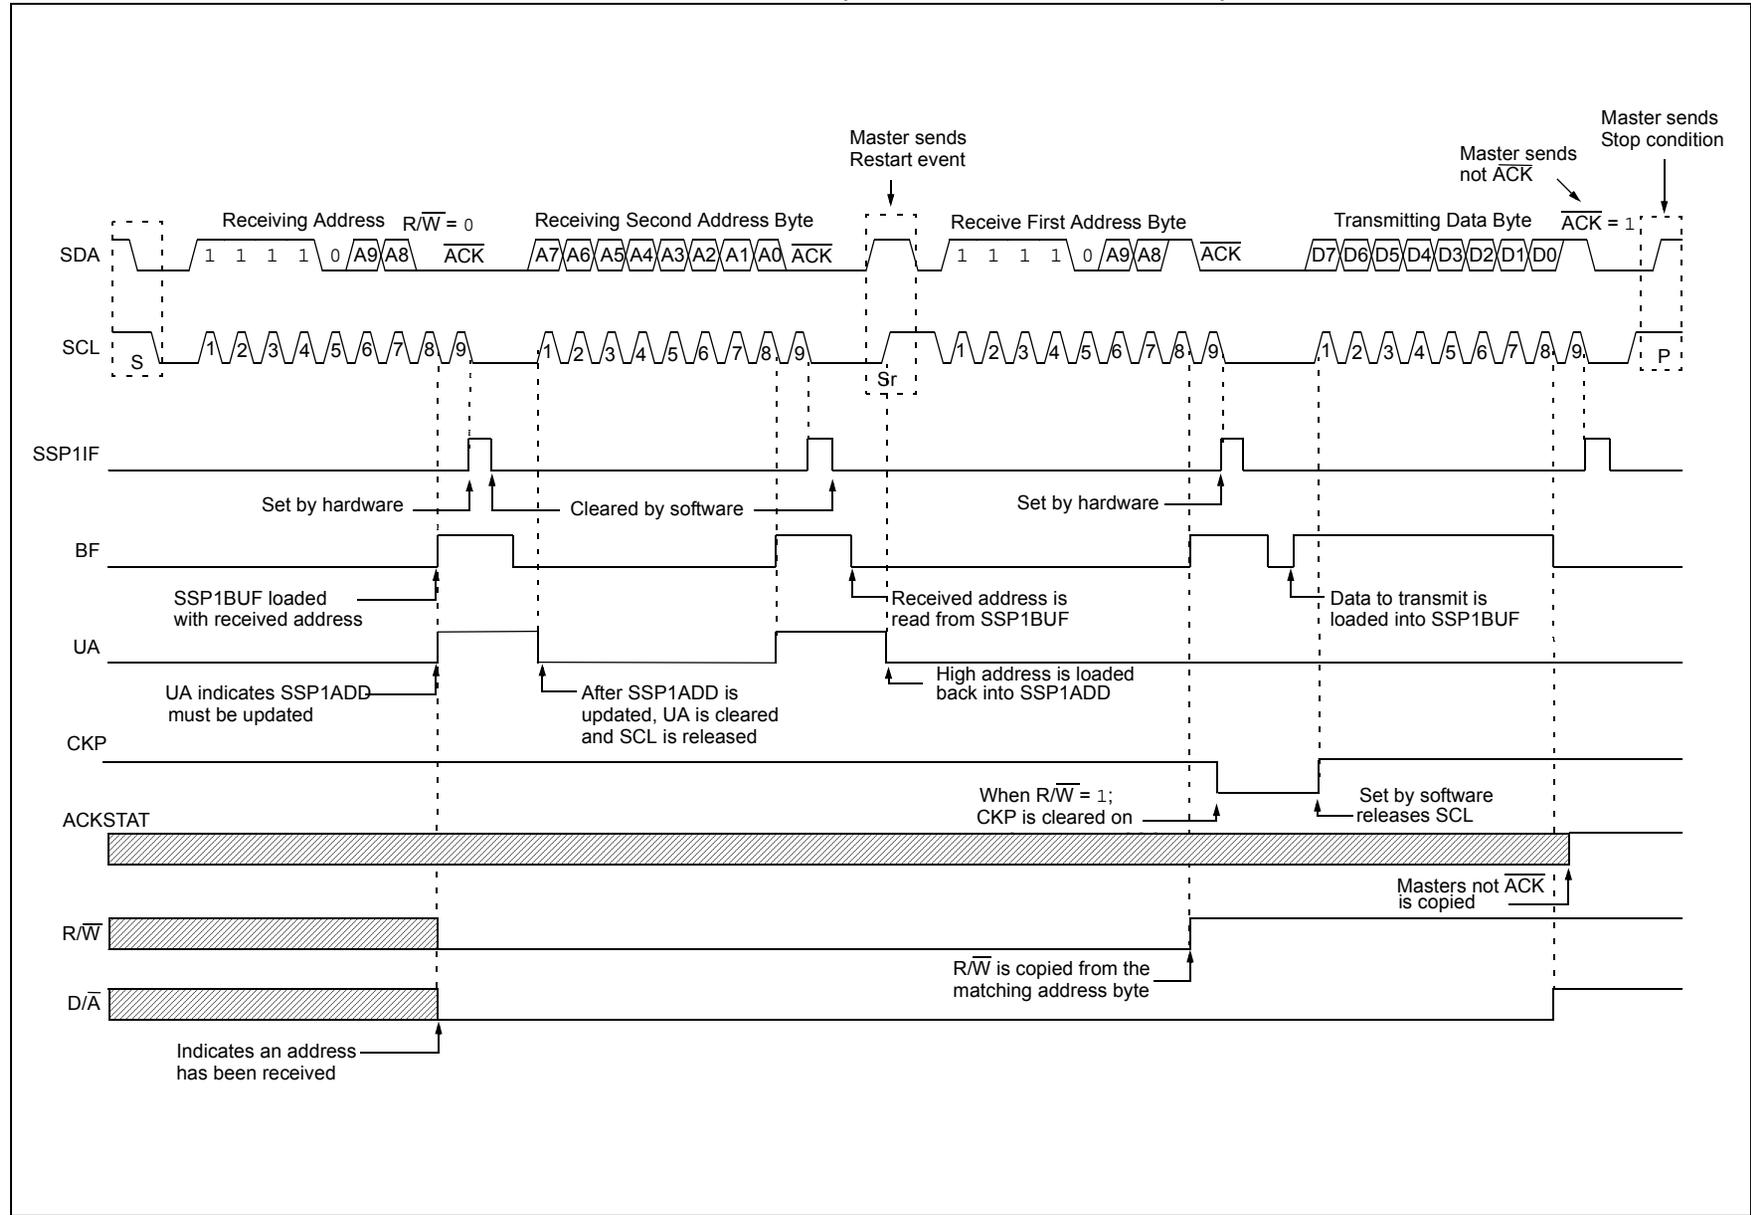 Master sends
Restart event
Master sends
Stop condition
Master sends
not ACK
Receiving Address R/W = 0
Receiving Second Address Byte
Receive First Address Byte
Transmitting Data Byte
ACK = 1
SDA
1 1 1 1 0 A9 A8 ACK
A7 A6 A5 A4 A3 A2 A1 A0 ACK
1 1 1 1 0 A9 A8 ACK
D7 D6 D5 D4 D3 D2 D1 D0
SCL
S
1 2 3 4 5 6 7 8 9
1 2 3 4 5 6 7 8 9
Sr
1 2 3 4 5 6 7 8 9
1 2 3 4 5 6 7 8 9
P
SSP1IF
Set by hardware
Cleared by software
Set by hardware
BF
SSP1BUF loaded
with received address
Received address is
read from SSP1BUF
Data to transmit is
loaded into SSP1BUF
UA
UA indicates SSP1ADD
must be updated
After SSP1ADD is
updated, UA is cleared
and SCL is released
High address is loaded
back into SSP1ADD
CKP
When R/W = 1;
CKP is cleared on
Set by software
releases SCL
ACKSTAT
Masters not ACK
is copied
R/W
R/W is copied from the
matching address byte
D/A
Indicates an address
has been received